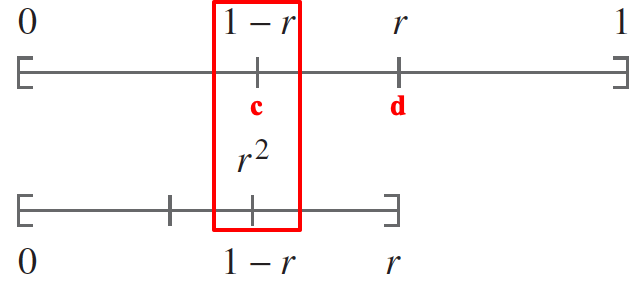 0 1 − r r 1
c d
r²
0 1 − r r